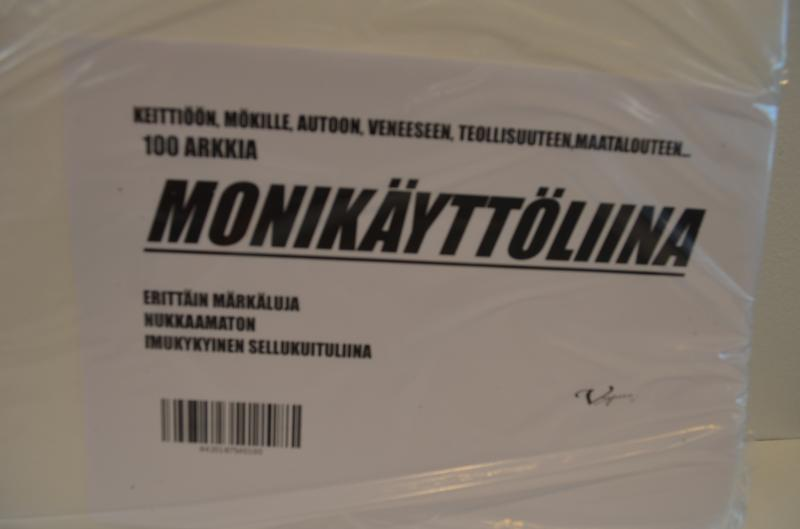 KEITTIÖÖN, MÖKILLE, AUTOON, VENEESEEN, TEOLLISUUTEEN,MAATALOUTEEN...
100 ARKKIA
MONIKÄYTTÖLIINA
ERITTÄIN MÄRKÄLUJA
NUKKAAMATON
IMUKYKYINEN SELLUKUITULIINA